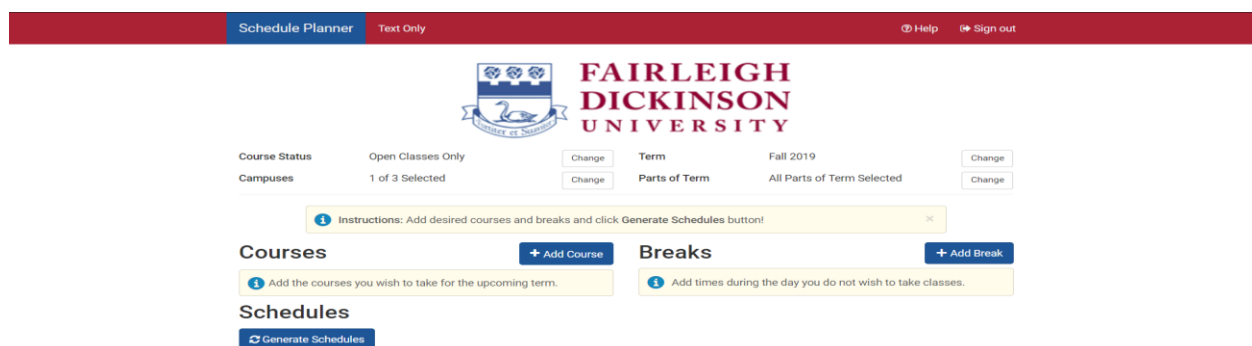 Schedule Planner Text Only Help Sign out
FAIRLEIGH
DICKINSON
UNIVERSITY
Course Status Open Classes Only Change Term Fall 2019 Change
Campuses 1 of 3 Selected Change Parts of Term All Parts of Term Selected Change
Instructions: Add desired courses and breaks and click Generate Schedules button! ×
Courses + Add Course Breaks + Add Break
Add the courses you wish to take for the upcoming term. Add times during the day you do not wish to take classes.
Schedules
Generate Schedules